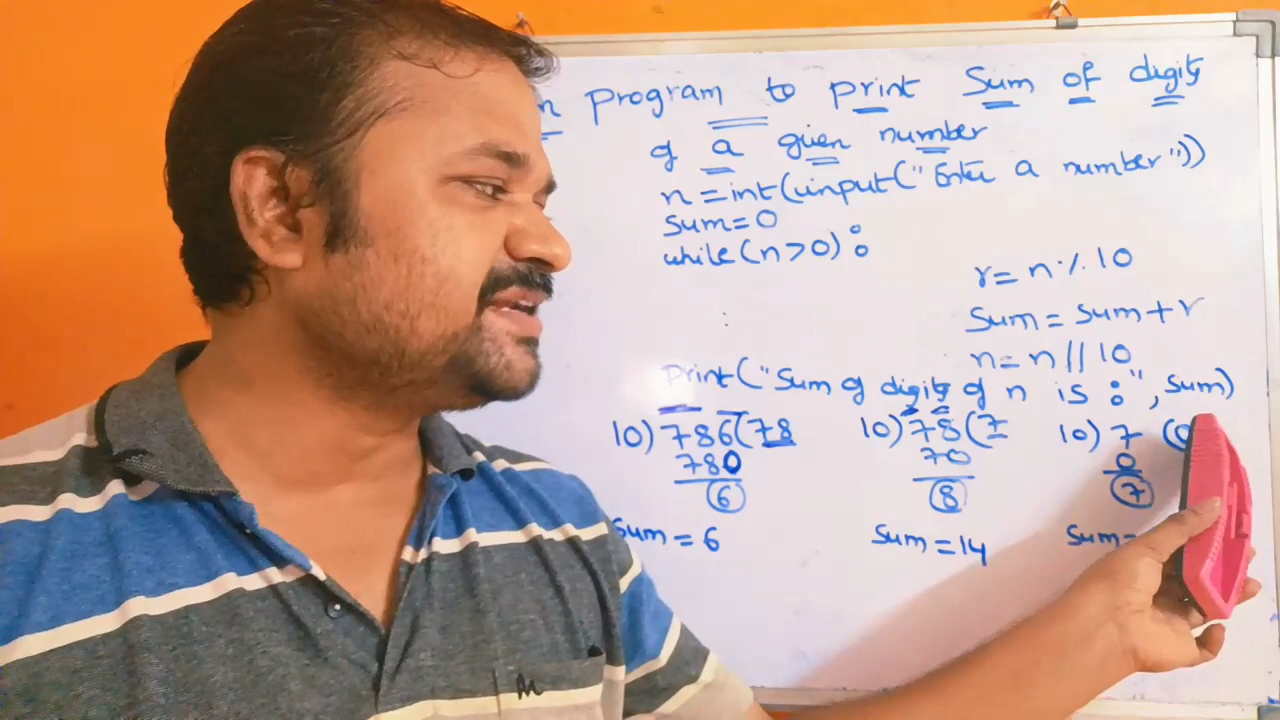 n program to print Sum of digits
of a given number
n=int(input("Enter a number"))
sum=0
while(n>0):
r=n%10
Sum=sum+r
n=n//10
Print("Sum of digits of n is :",sum)
10)786(78 10)78(7 10)7(0
780 70 0
6 8 7
Sum=6 Sum=14 Sum=